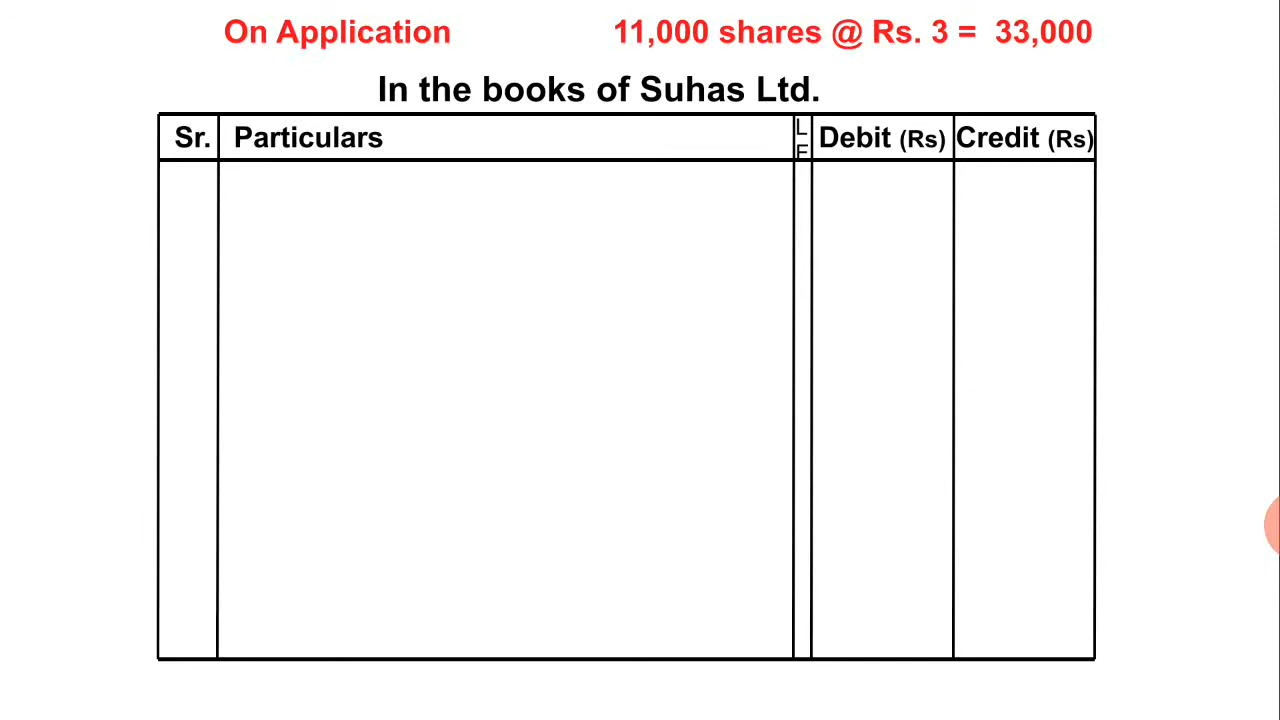 On Application 11,000 shares @ Rs. 3 = 33,000
In the books of Suhas Ltd.
Sr. Particulars L F Debit (Rs) Credit (Rs)